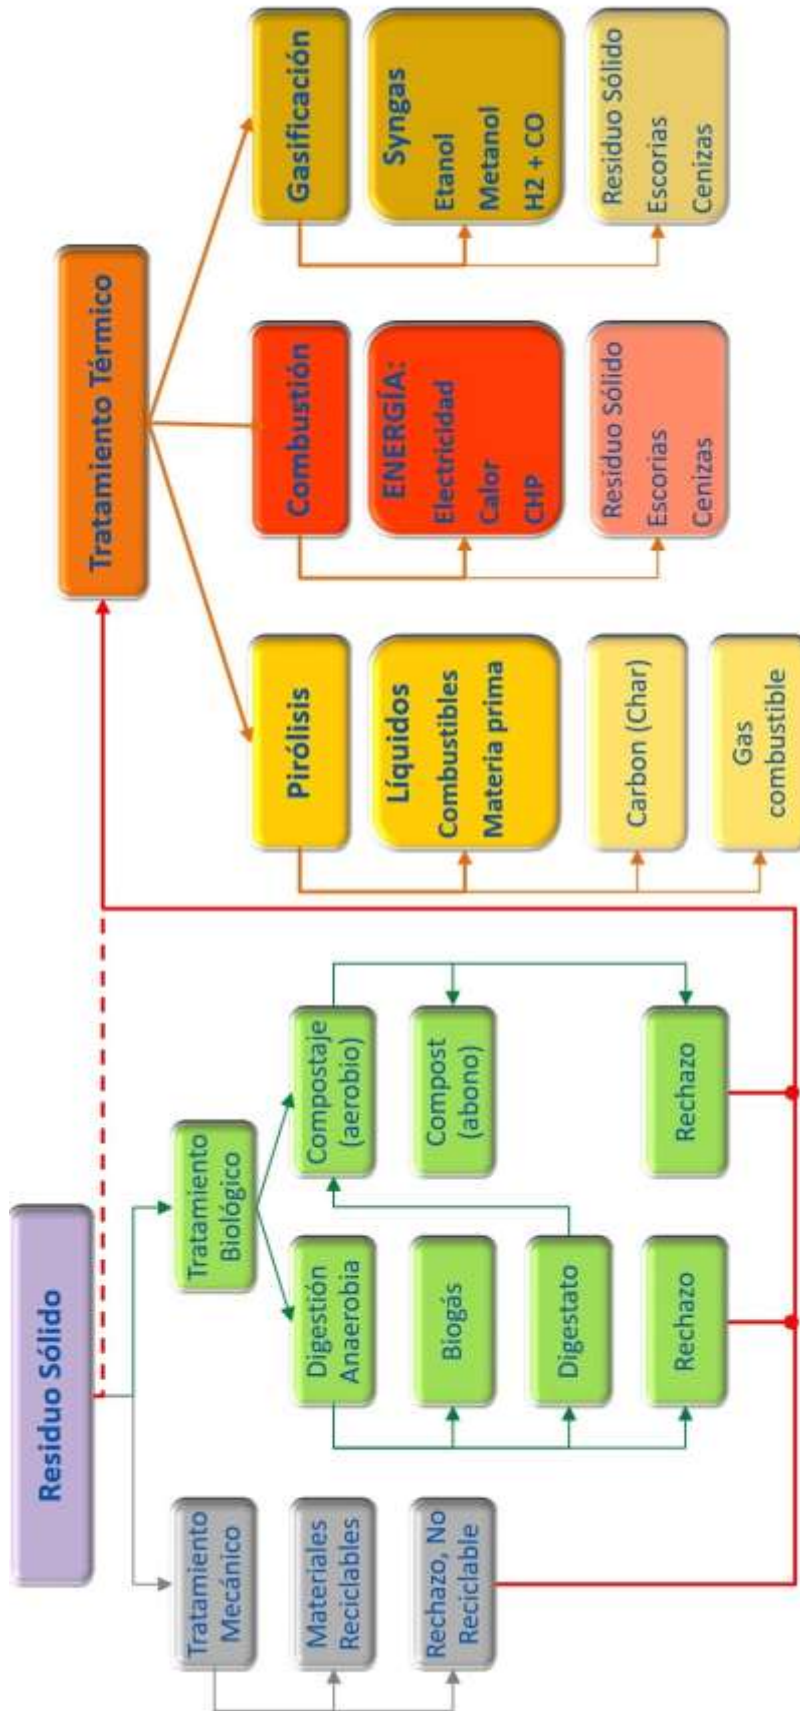 Residuo Sólido
Tratamiento
Mecánico
Materiales
Reciclables
Rechazo, No
Reciclable
Tratamiento
Biológico
Digestión
Anaerobia
Biogás
Digestato
Rechazo
Compostaje
(aerobio)
Compost
(abono)
Rechazo
Tratamiento Térmico
Pirólisis
Líquidos
Combustibles
Materia prima
Carbon (Char)
Gas
combustible
Combustión
ENERGÍA:
Electricidad
Calor
CHP
Residuo Sólido
Escorias
Cenizas
Gasificación
Syngas
Etanol
Metanol
H2 + CO
Residuo Sólido
Escorias
Cenizas